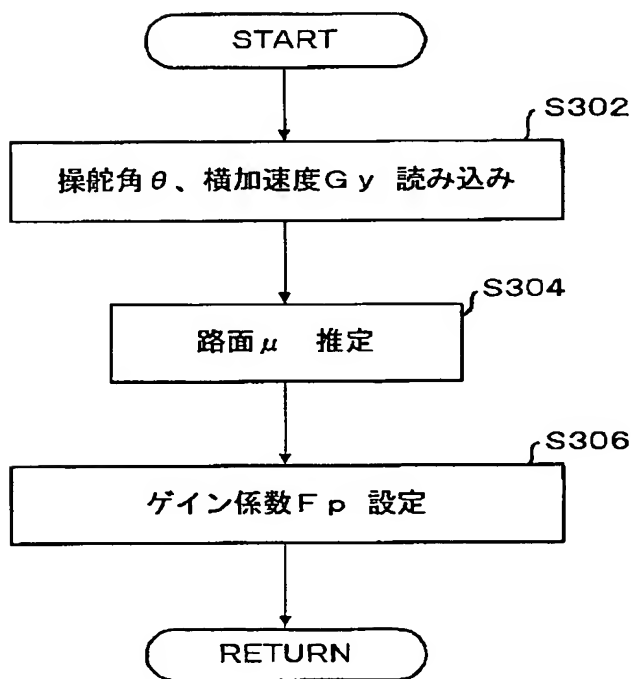 START
S302
操舵角θ、横加速度Gy 読み込み
S304
路面μ 推定
S306
ゲイン係数Fp 設定
RETURN